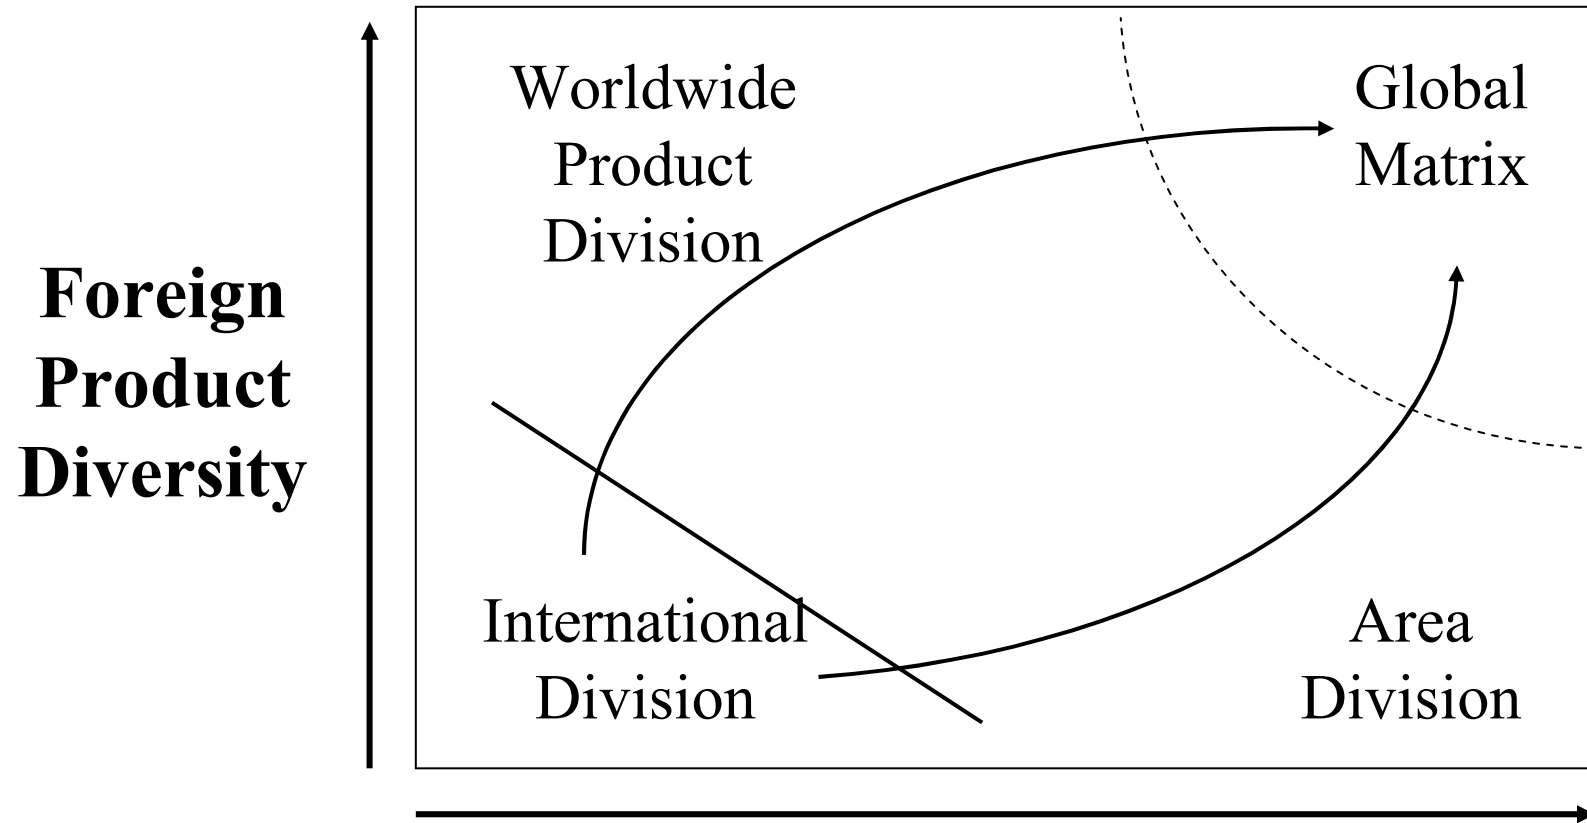 Foreign
Product
Diversity
Worldwide
Product
Division
Global
Matrix
International
Division
Area
Division